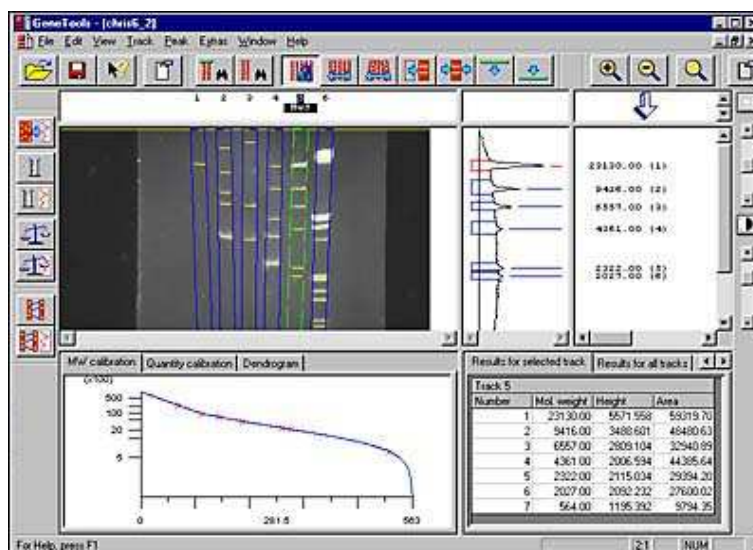 GeneTools - [chris6_2]
File Edit View Track Peak Extras Window Help
1 2 3 4 5 6
23130.00 (1)
9416.00 (2)
6557.00 (3)
4361.00 (4)
2322.00 (5)
2027.00 (6)
MW calibration Quantity calibration Dendrogram
(x100)
500
100
20
5
0 281.5 563
Results for selected track Results for all tracks
Track 5
Number Mol. weight Height Area
1 23130.00 5571.558 59319.70
2 9416.00 3488.601 48480.63
3 6557.00 2809.104 32940.89
4 4361.00 2006.594 44385.64
5 2322.00 2115.034 29394.20
6 2027.00 2092.232 27600.02
7 564.00 1195.392 9794.35
For Help, press F1 2:1 NUM